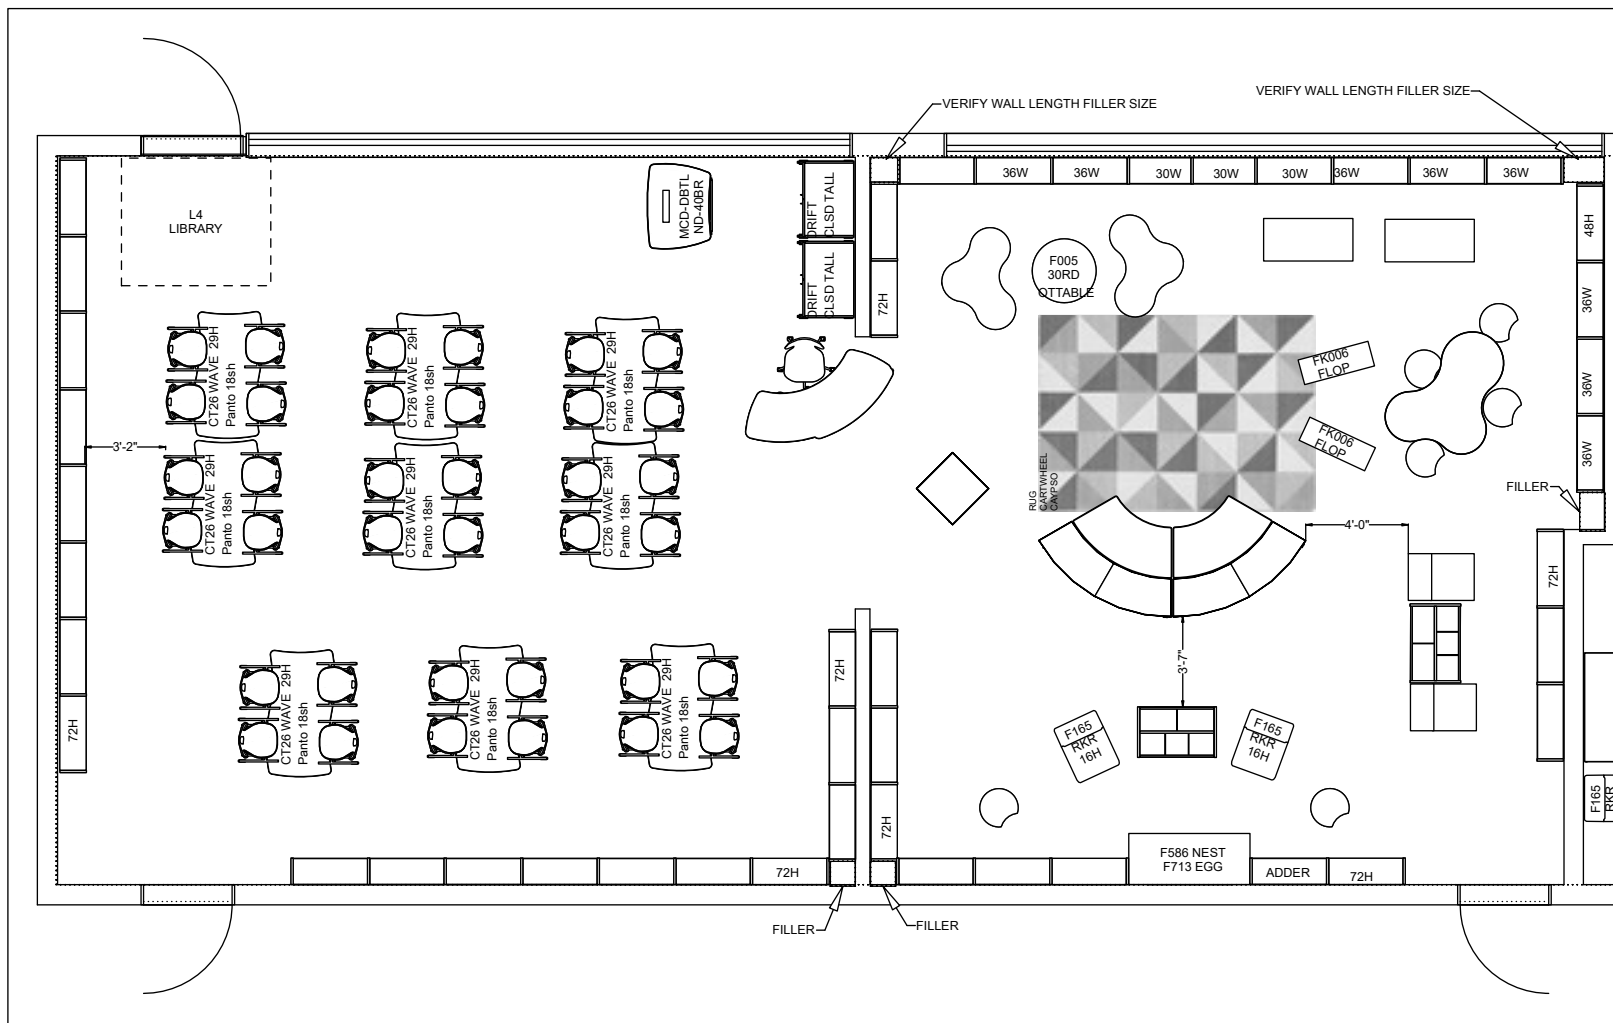 VERIFY WALL LENGTH FILLER SIZE
VERIFY WALL LENGTH FILLER SIZE
L4
LIBRARY
MCD-DBTL
ND-40BR
DRIFT
CLSD TALL
DRIFT
CLSD TALL
36W
36W
30W
30W
30W
36W
36W
36W
48H
36W
36W
36W
FILLER
72H
F005
30RD
OTTABLE
FK006
FLOP
FK006
FLOP
RUG
CARTWHEEL
CAYPSO
CT26 WAVE 29H
Panto 18sh
CT26 WAVE 29H
Panto 18sh
CT26 WAVE 29H
Panto 18sh
3'-2"
CT26 WAVE 29H
Panto 18sh
CT26 WAVE 29H
Panto 18sh
CT26 WAVE 29H
Panto 18sh
4'-0"
72H
3'-7"
CT26 WAVE 29H
Panto 18sh
CT26 WAVE 29H
Panto 18sh
CT26 WAVE 29H
Panto 18sh
72H
72H
F165
RKR
16H
F165
RKR
16H
F165
RKR
72H
72H
F586 NEST
F713 EGG
ADDER
72H
FILLER
FILLER